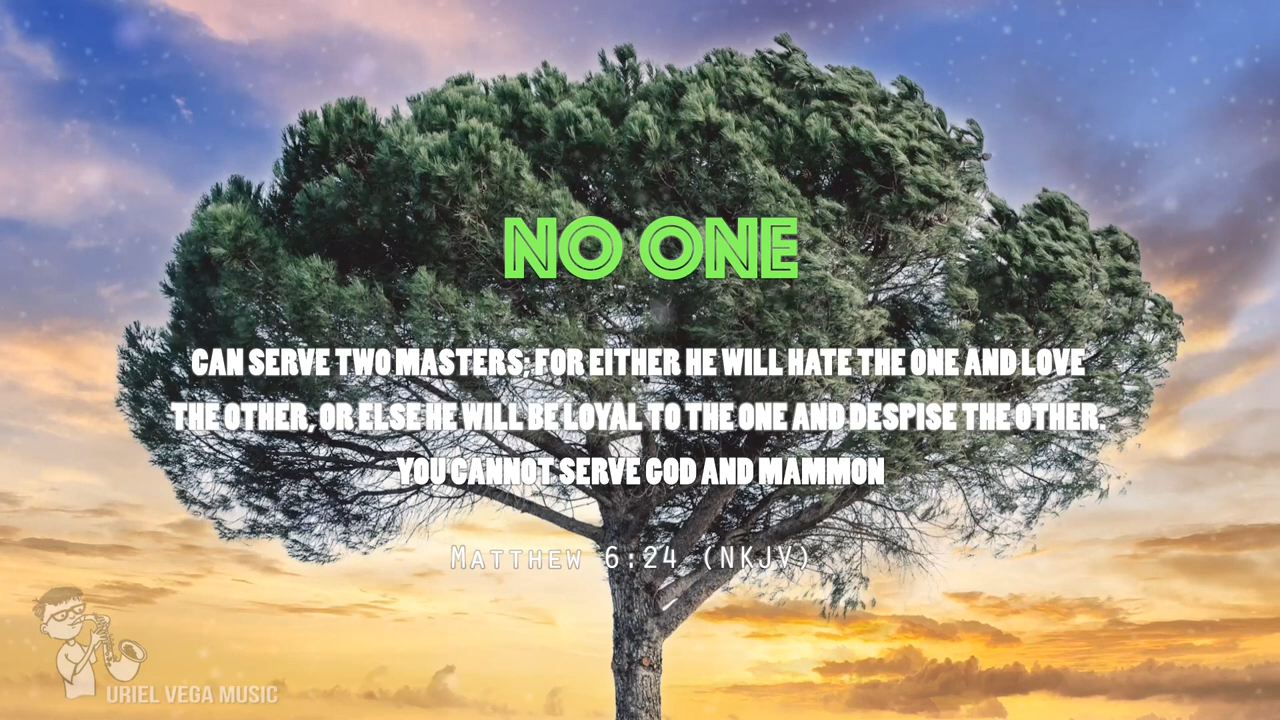 NO ONE
CAN SERVE TWO MASTERS; FOR EITHER HE WILL HATE THE ONE AND LOVE
THE OTHER, OR ELSE HE WILL BE LOYAL TO THE ONE AND DESPISE THE OTHER.
YOU CANNOT SERVE GOD AND MAMMON
MATTHEW 6:24 (NKJV)
URIEL VEGA MUSIC